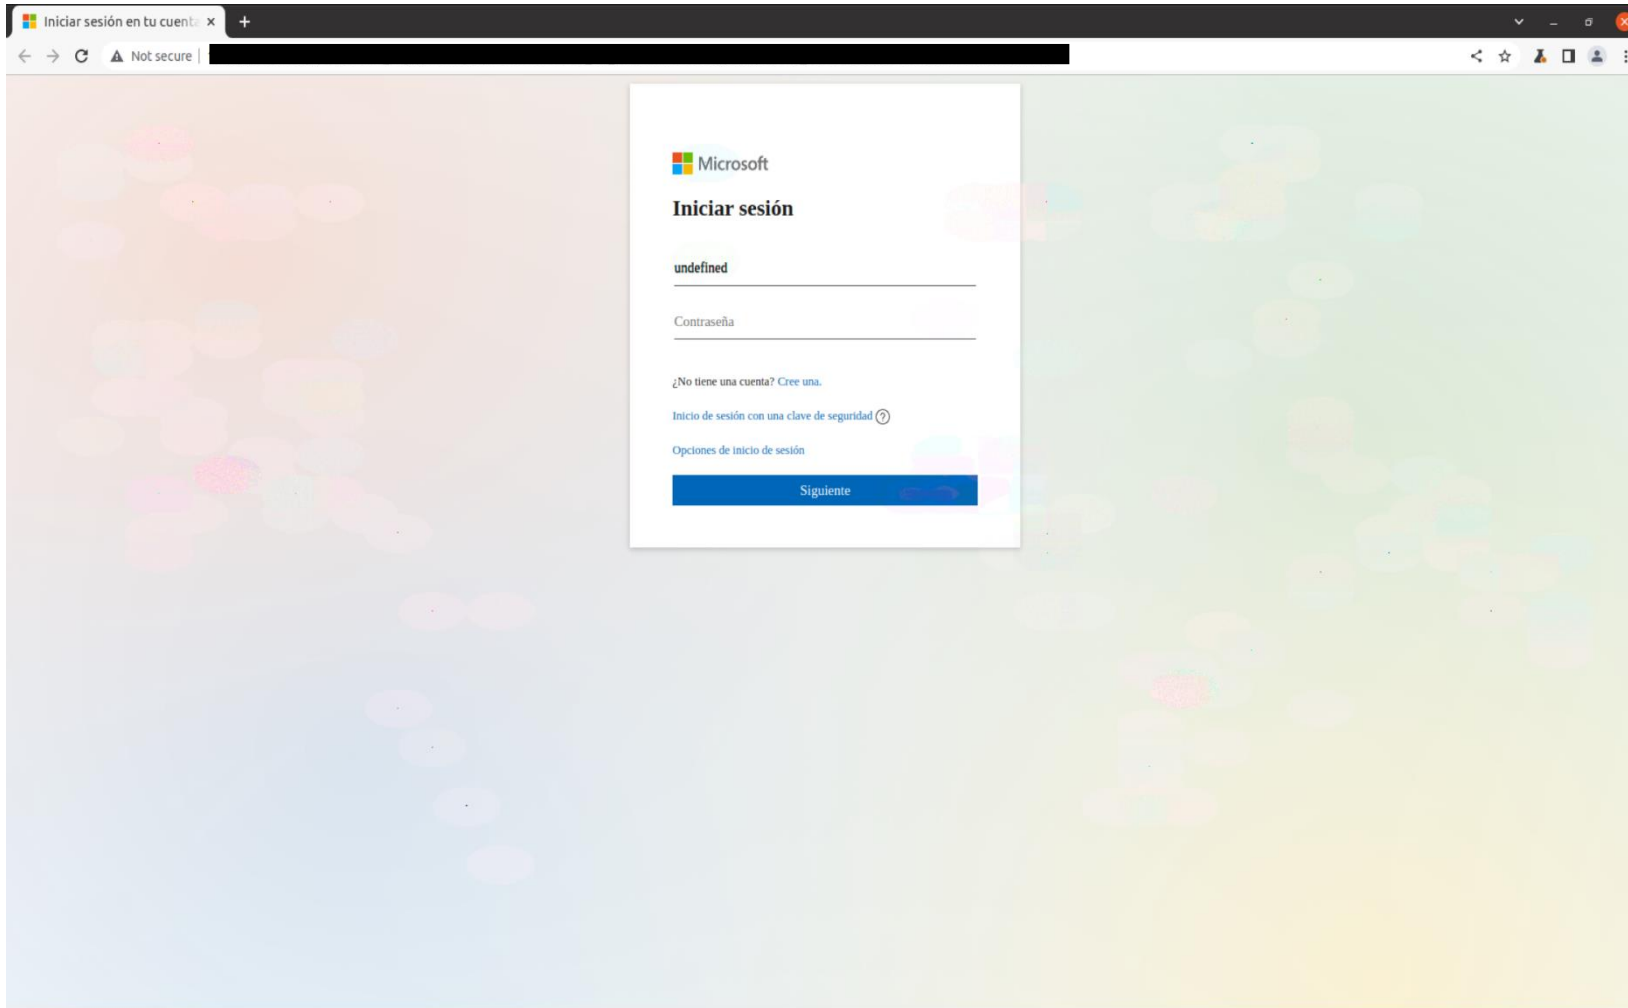 Iniciar sesión en tu cuenta
Not secure
Microsoft
Iniciar sesión
undefined
Contraseña
¿No tiene una cuenta? Cree una.
Inicio de sesión con una clave de seguridad
Opciones de inicio de sesión
Siguiente